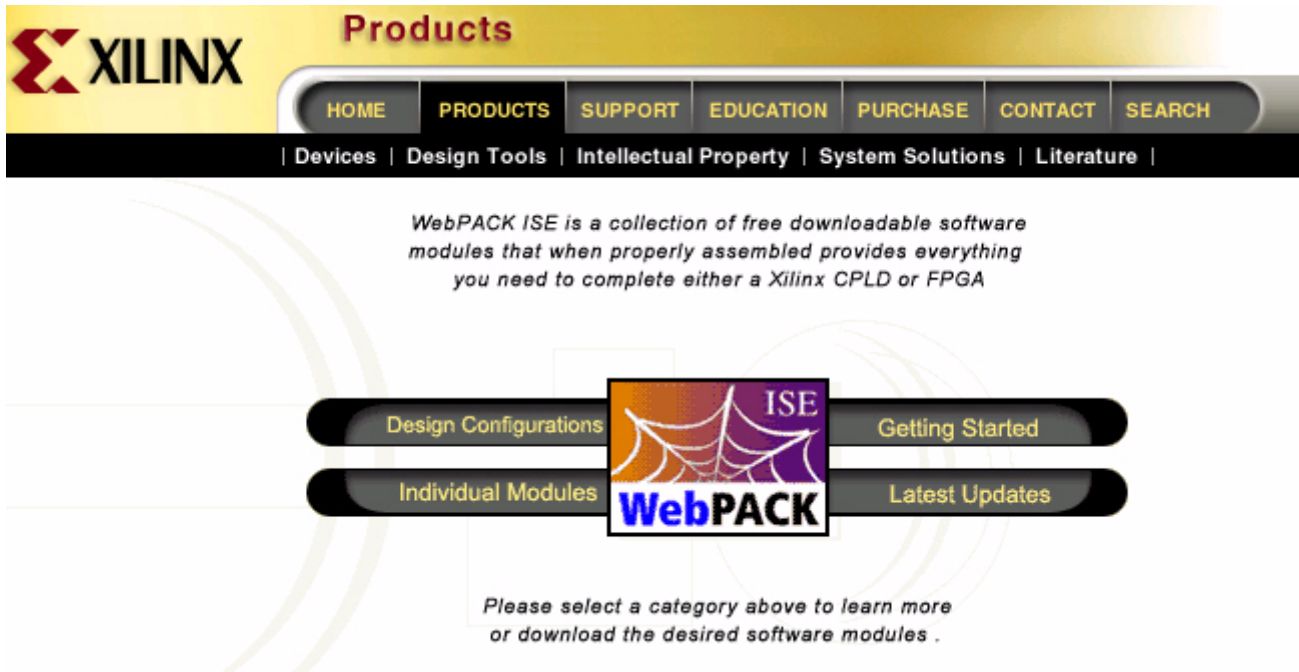 XILINX
Products
HOME PRODUCTS SUPPORT EDUCATION PURCHASE CONTACT SEARCH
| Devices | Design Tools | Intellectual Property | System Solutions | Literature |
WebPACK ISE is a collection of free downloadable software
modules that when properly assembled provides everything
you need to complete either a Xilinx CPLD or FPGA
ISE
Design Configurations Getting Started
Individual Modules WebPACK Latest Updates
Please select a category above to learn more
or download the desired software modules .